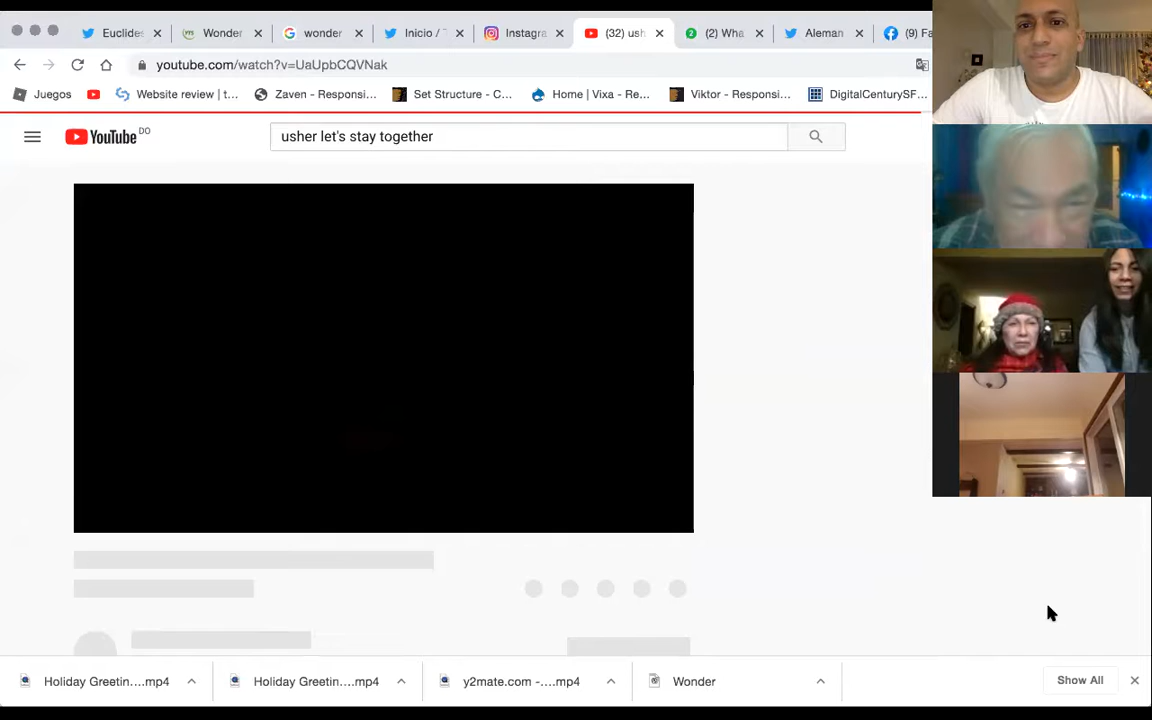 Euclides
Wonder
wonder
Inicio / T
Instagra
(32) ush
(2) Wha
Aleman
(9) Fa
youtube.com/watch?v=UaUpbCQVNak
Juegos
Website review | t...
Zaven - Responsi...
Set Structure - C...
Home | Vixa - Re...
Viktor - Responsi...
DigitalCenturySF...
YouTube DO
usher let's stay together
Holiday Greetin....mp4
Holiday Greetin....mp4
y2mate.com -....mp4
Wonder
Show All